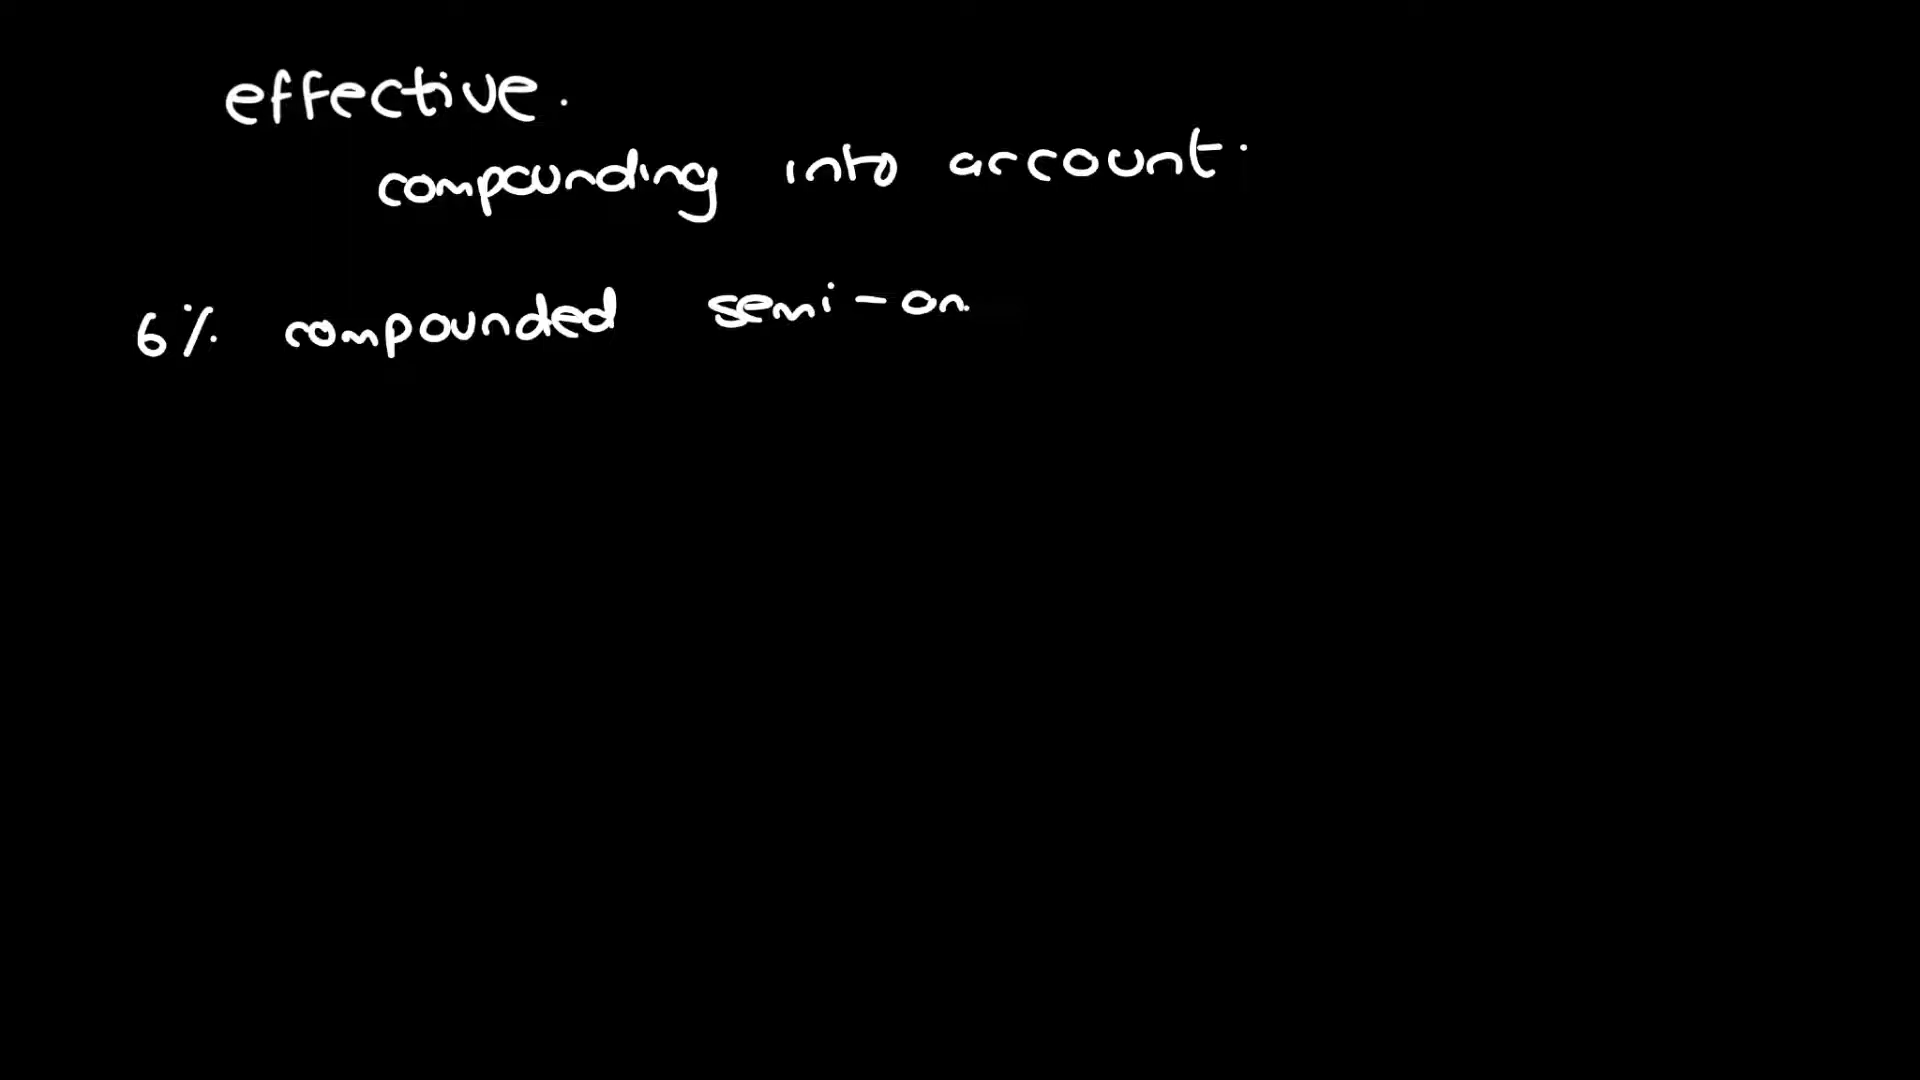 effective.
compounding into account.
6% compounded semi-an